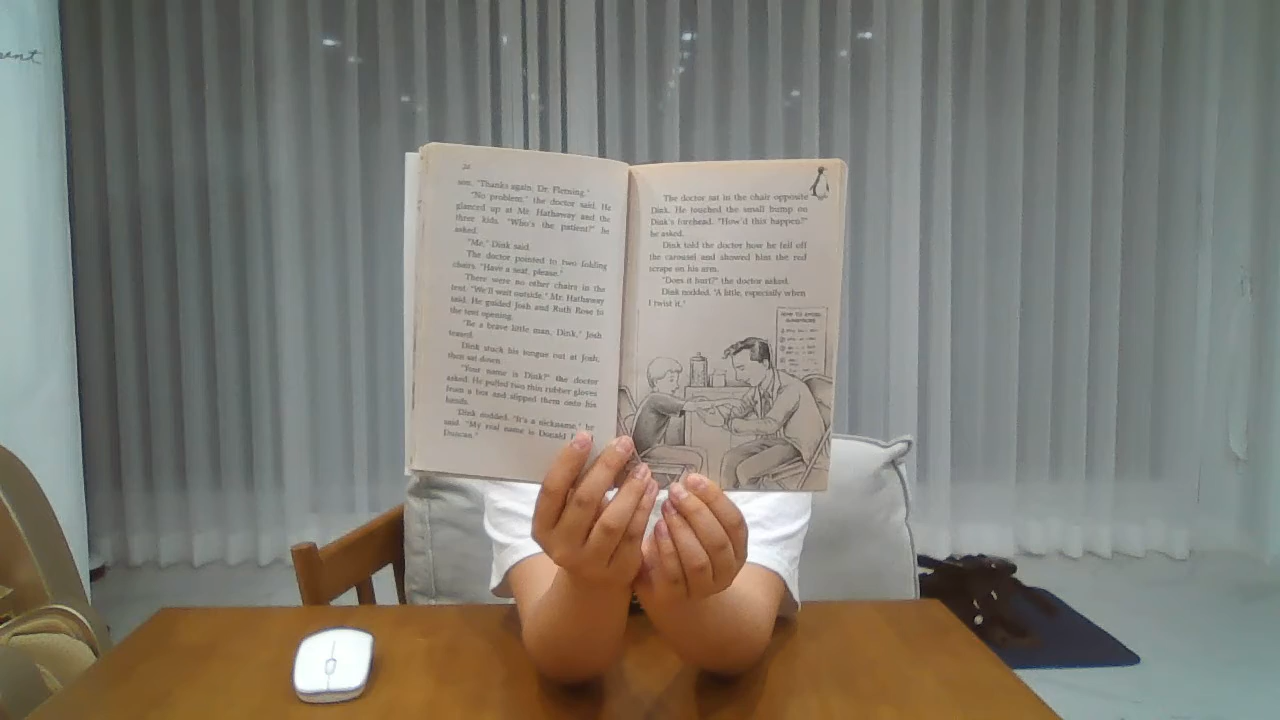 ent
20
son. "Thanks again, Dr. Fleming."
"No problem," the doctor said. He
glanced up at Mr. Hathaway and the
three kids. "Who's the patient?" he
asked.
"Me," Dink said.
The doctor pointed to two folding
chairs. "Have a seat, please."
There were no other chairs in the
tent. "We'll wait outside," Mr. Hathaway
said. He guided Josh and Ruth Rose to
the tent opening.
"Be a brave little man, Dink," Josh
teased.
Dink stuck his tongue out at Josh,
then sat down.
"Your name is Dink?" the doctor
asked. He pulled two thin rubber gloves
from a box and slipped them onto his
hands.
Dink nodded. "It's a nickname," he
said. "My real name is Donald
Duncan."
The doctor sat in the chair opposite
Dink. He touched the small bump on
Dink's forehead. "How'd this happen?"
he asked.
Dink told the doctor how he fell off
the carousel and showed him the red
scrape on his arm.
"Does it hurt?" the doctor asked.
Dink nodded. "A little, especially when
I twist it."
HOW TO AVOID